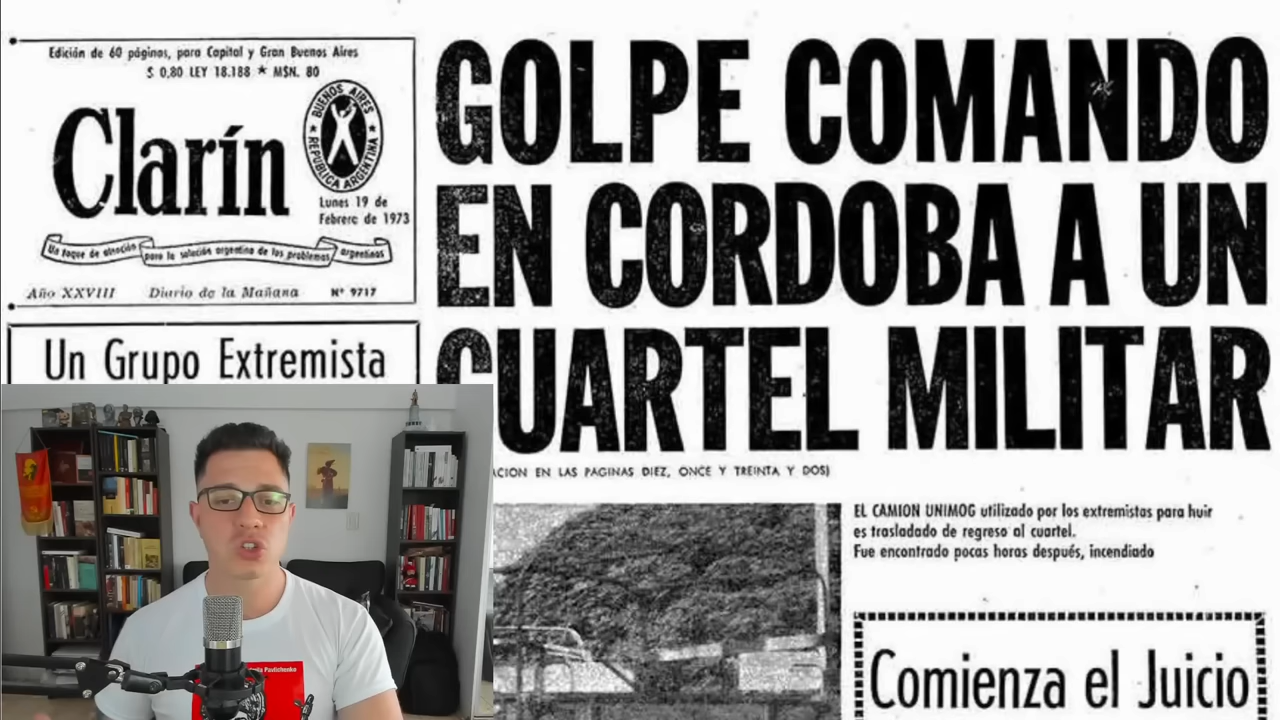 Edición de 60 páginas, para Capital y Gran Buenos Aires
$ 0,80 LEY 18.188 ★ M$N. 80
Clarín
BUENOS AIRES
REPUBLICA ARGENTINA
Lunes 19 de
Febrero de 1973
Un toque de atención para la solución argentina de los problemas argentinos
Año XXVIII Diario de la Mañana Nº 9717
Un Grupo Extremista
GOLPE COMANDO
EN CORDOBA A UN
CUARTEL MILITAR
ACION EN LAS PAGINAS DIEZ, ONCE Y TREINTA Y DOS)
EL CAMION UNIMOG utilizado por los extremistas para huir
es trasladado de regreso al cuartel.
Fue encontrado pocas horas después, incendiado
Comienza el Juicio
Pavlichenko